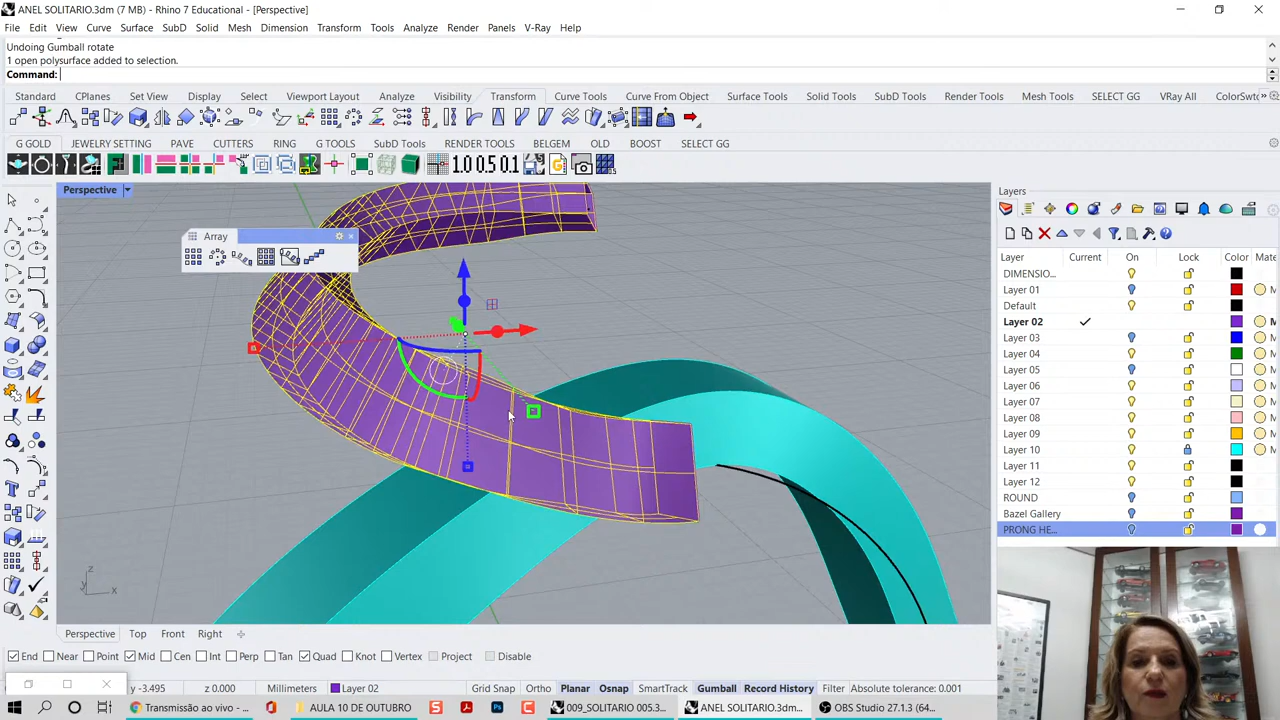 ANEL SOLITARIO.3dm (7 MB) - Rhino 7 Educational - [Perspective]
File Edit View Curve Surface SubD Solid Mesh Dimension Transform Tools Analyze Render Panels V-Ray Help
Undoing Gumball rotate
1 open polysurface added to selection.
Command:
Standard CPlanes Set View Display Select Viewport Layout Analyze Visibility Transform Curve Tools Curve From Object Surface Tools Solid Tools SubD Tools Render Tools Mesh Tools SELECT GG VRay All ColorSwtc
G GOLD JEWELRY SETTING PAVE CUTTERS RING G TOOLS SubD Tools RENDER TOOLS BELGEM OLD BOOST SELECT GG
1.0 0.5 0.1
Perspective
Layers
Array
Layer Current On Lock Color Mate
DIMENSIO...
Layer 01
Default
Layer 02
Layer 03
Layer 04
Layer 05
Layer 06
Layer 07
Layer 08
Layer 09
Layer 10
Layer 11
Layer 12
ROUND
Bazel Gallery
PRONG HE...
z
y
x
Perspective Top Front Right
End Near Point Mid Cen Int Perp Tan Quad Knot Vertex Project Disable
y -3.495 z 0.000 Millimeters Layer 02 Grid Snap Ortho Planar Osnap SmartTrack Gumball Record History Filter Absolute tolerance: 0.001
Transmissão ao vivo - ... AULA 10 DE OUTUBRO 009_SOLITARIO 005.3... ANEL SOLITARIO.3dm... OBS Studio 27.1.3 (64...